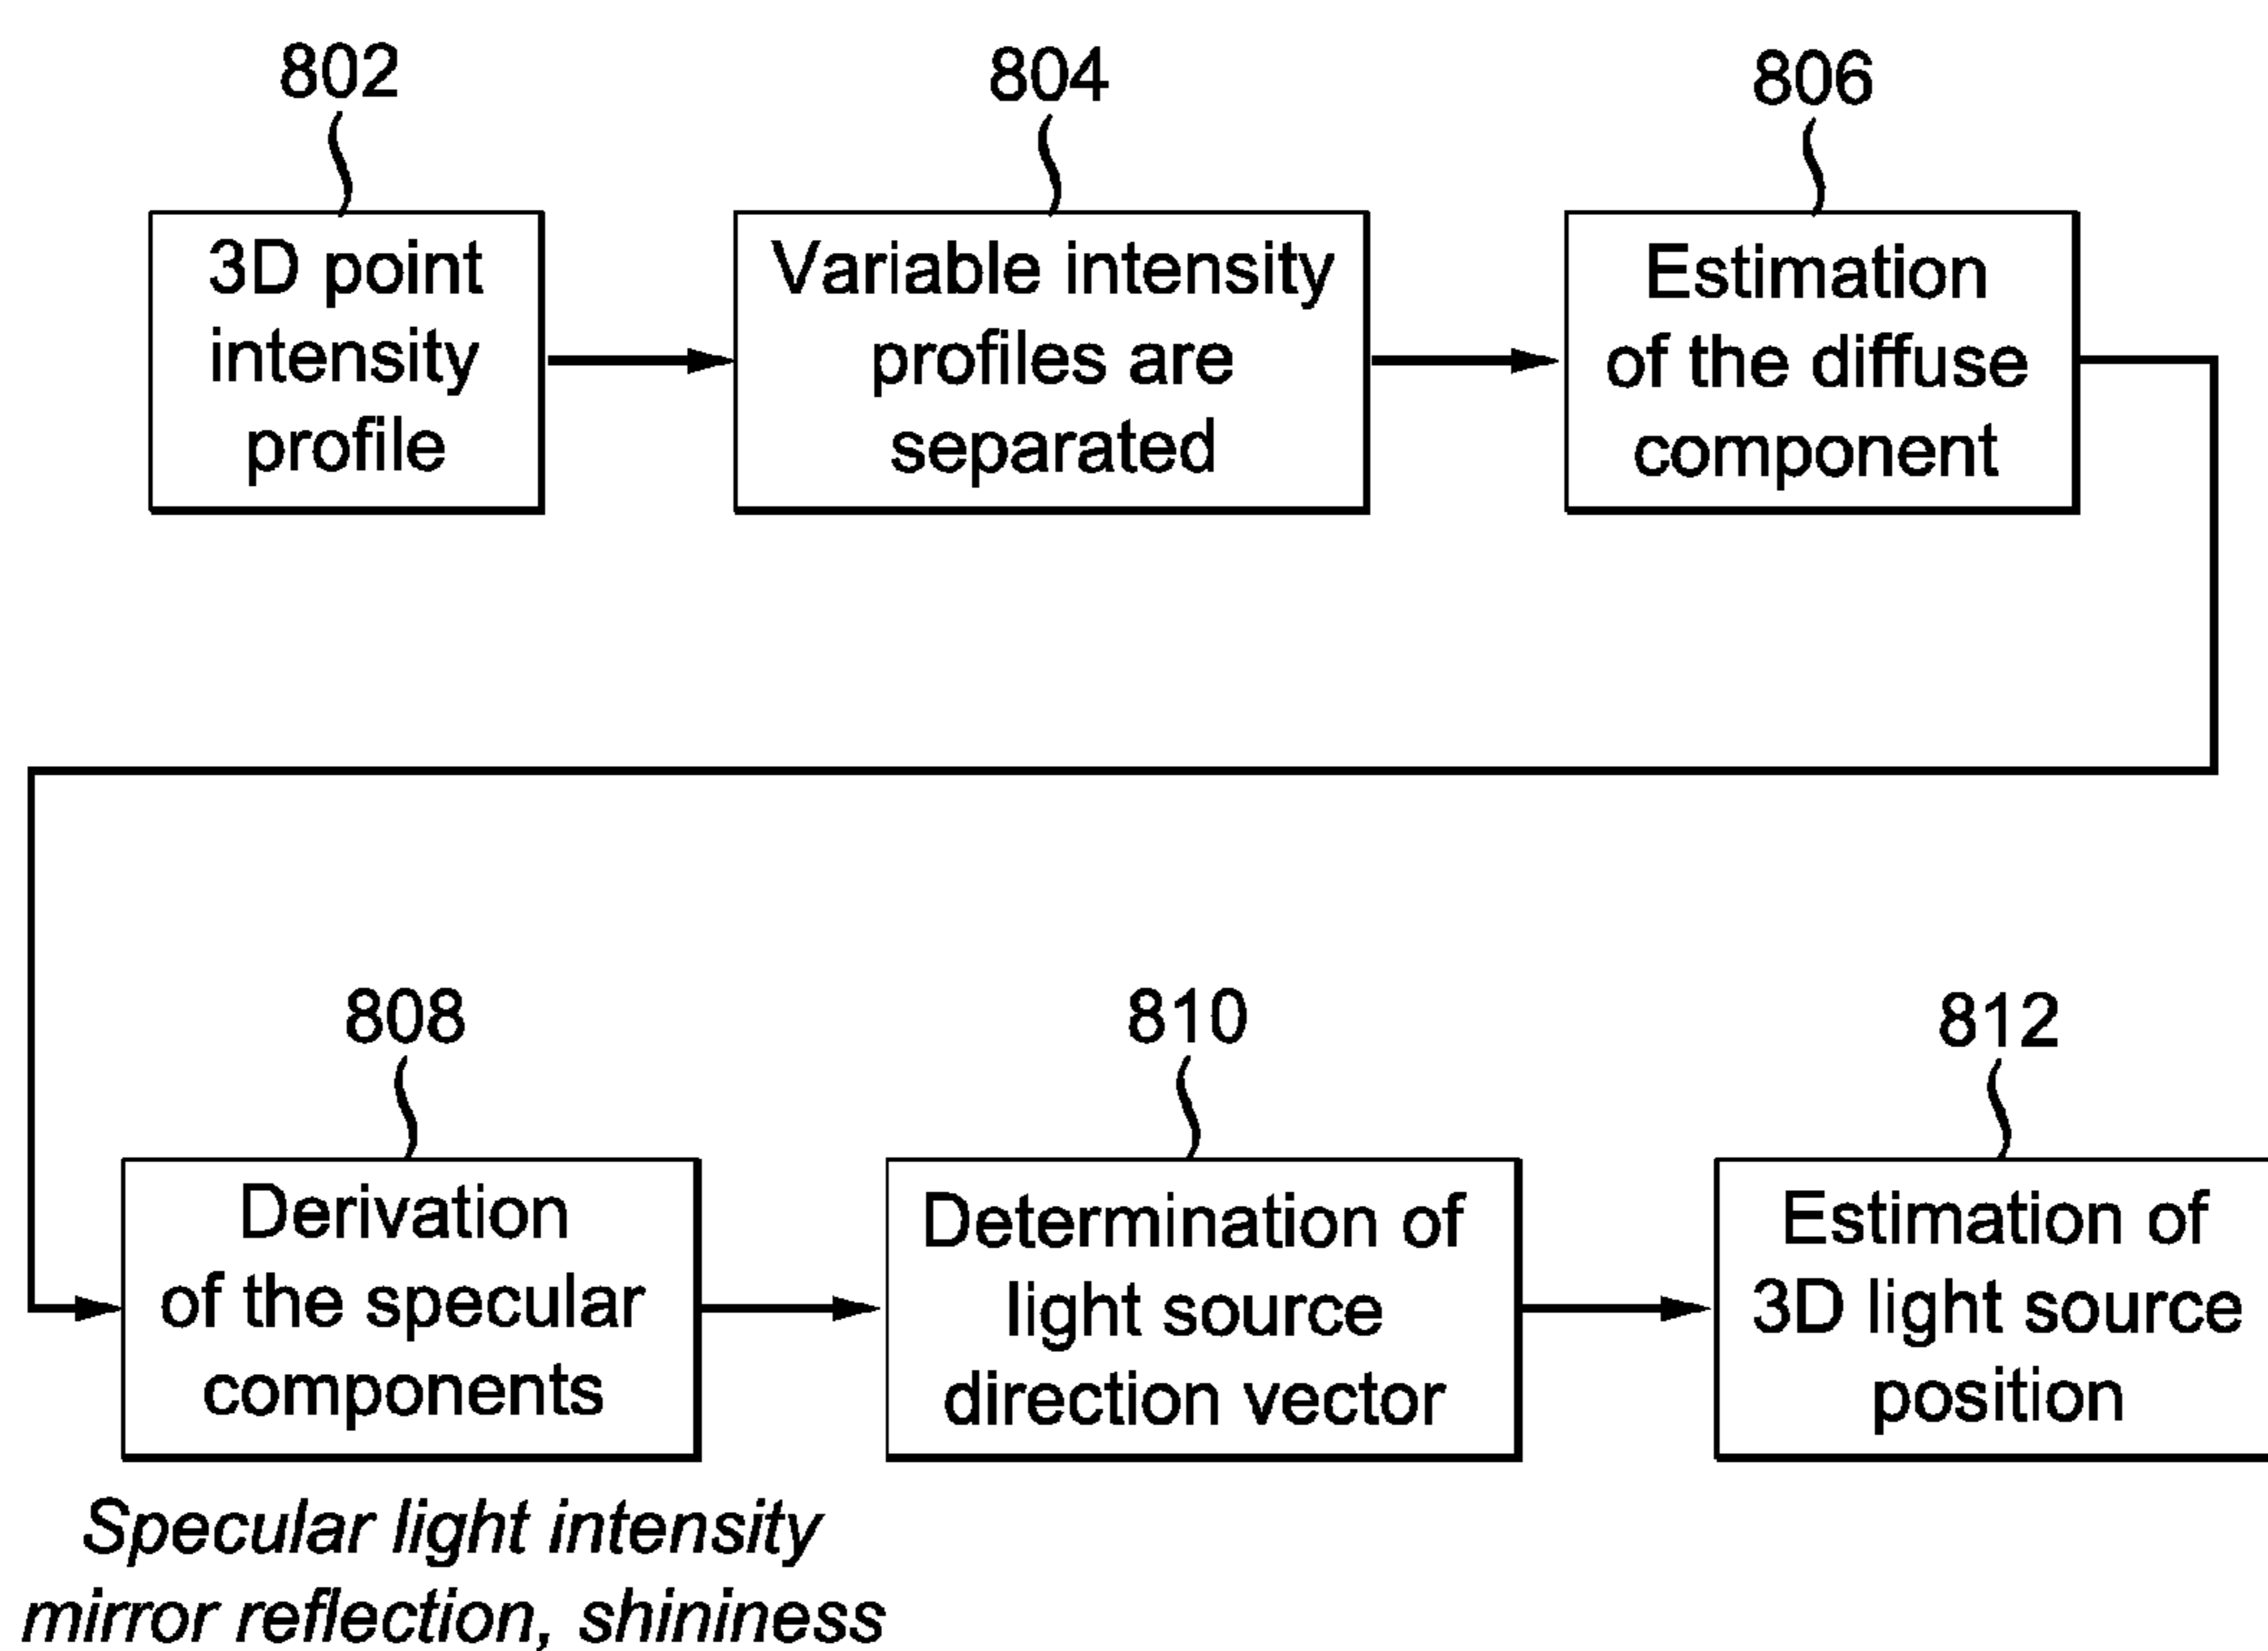 802
804
806
3D point
intensity
profile
Variable intensity
profiles are
separated
Estimation
of the diffuse
component
808
810
812
Derivation
of the specular
components
Determination of
light source
direction vector
Estimation of
3D light source
position
Specular light intensity
mirror reflection, shininess